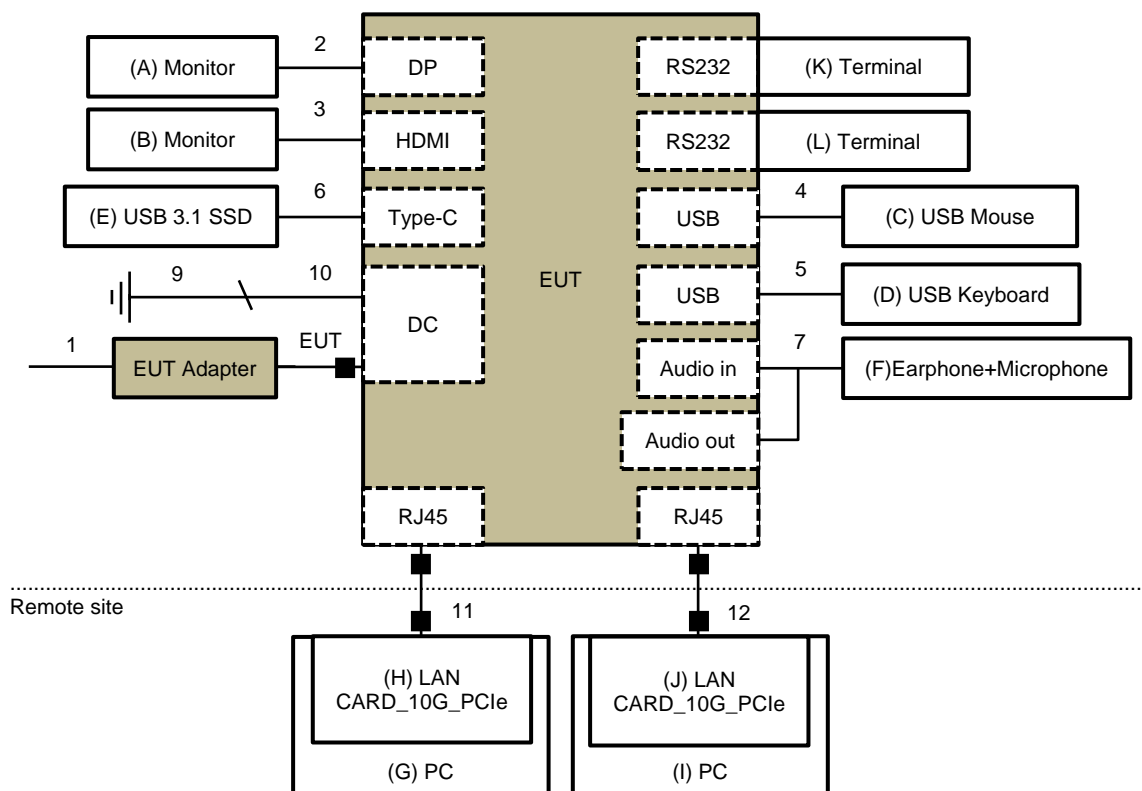 2
(A) Monitor
DP
RS232
(K) Terminal
3
(B) Monitor
HDMI
RS232
(L) Terminal
6
(E) USB 3.1 SSD
Type-C
USB
4
(C) USB Mouse
9
10
DC
EUT
USB
5
(D) USB Keyboard
1
EUT Adapter
EUT
Audio in
7
(F)Earphone+Microphone
Audio out
RJ45
RJ45
Remote site
11
12
(H) LAN
CARD_10G_PCIe
(J) LAN
CARD_10G_PCIe
(G) PC
(I) PC